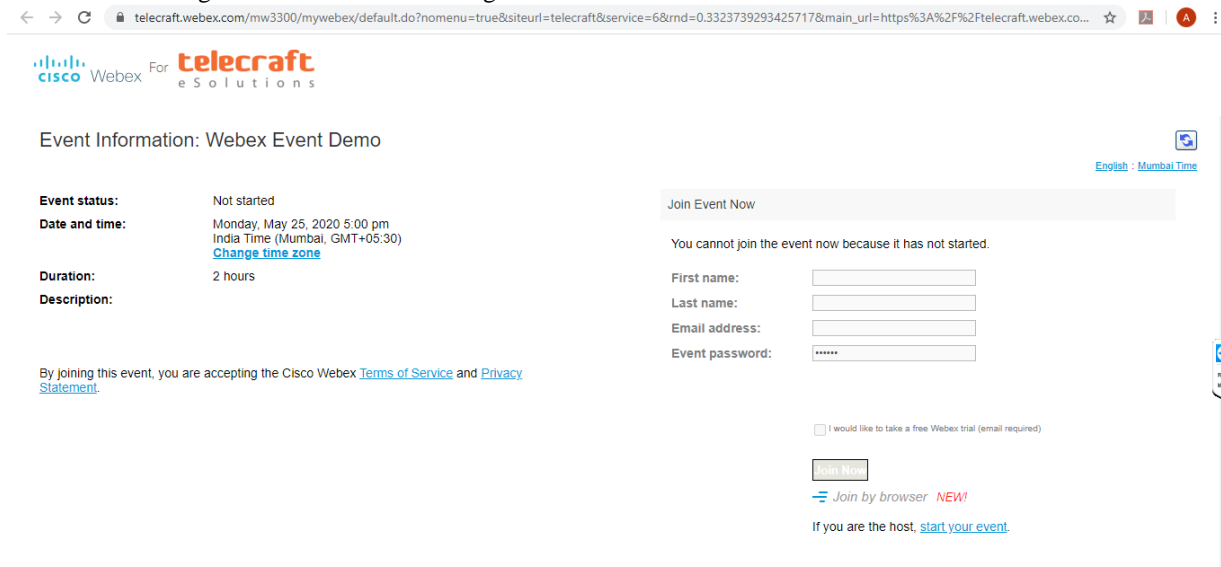 telecraft.webex.com/mw3300/mywebex/default.do?nomenu=true&siteurl=telecraft&service=6&rnd=0.3323739293425717&main_url=https%3A%2F%2Ftelecraft.webex.co...
A
cisco Webex For telecraft
eSolutions
Event Information: Webex Event Demo
English : Mumbai Time
Event status: Not started
Date and time: Monday, May 25, 2020 5:00 pm
India Time (Mumbai, GMT+05:30)
Change time zone
Duration: 2 hours
Description:
By joining this event, you are accepting the Cisco Webex Terms of Service and Privacy
Statement.
Join Event Now
You cannot join the event now because it has not started.
First name:
Last name:
Email address:
Event password: ••••••
I would like to take a free Webex trial (email required)
Join Now
Join by browser NEW!
If you are the host, start your event.